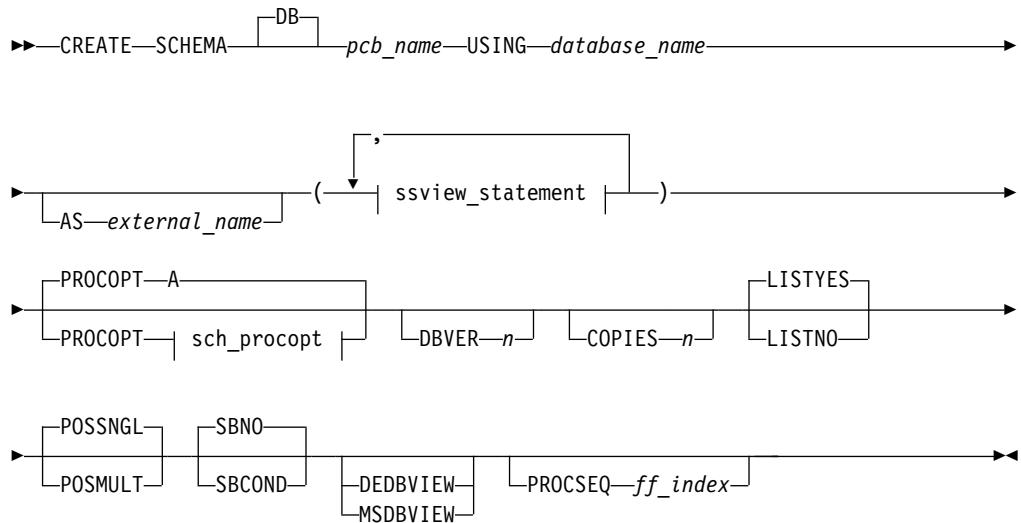 DB
CREATE SCHEMA pcb_name USING database_name
,
( ssview_statement )
AS external_name
PROCOPT A LISTYES
PROCOPT sch_procopt DBVER n COPIES n LISTNO
POSSNGL SBNO
POSMULT SBCOND DEDBVIEW PROCSEQ ff_index
MSDBVIEW